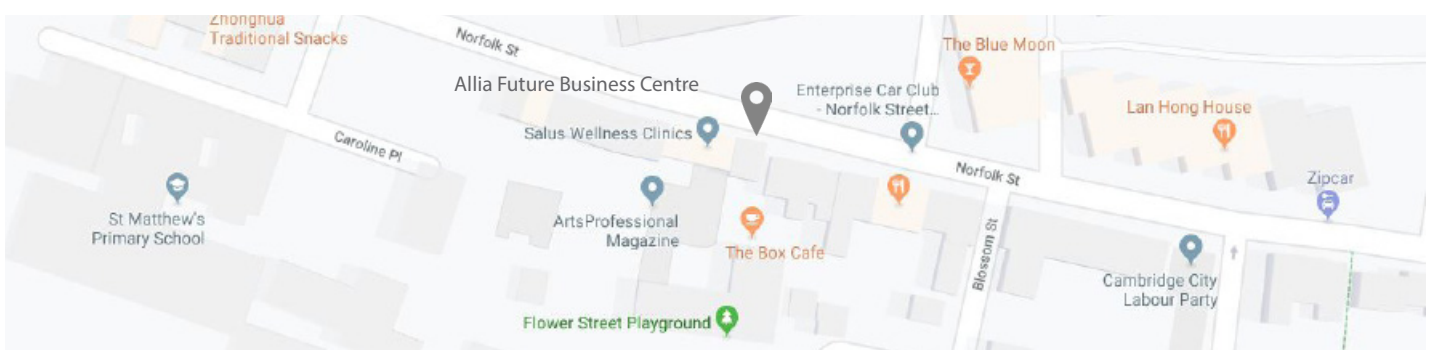 Zhonghua
Traditional Snacks
Norfolk St
The Blue Moon
Allia Future Business Centre
Enterprise Car Club
- Norfolk Street...
Lan Hong House
Salus Wellness Clinics
Caroline Pl
Norfolk St
Zipcar
St Matthew's
Primary School
ArtsProfessional
Magazine
The Box Cafe
Blossom St
Cambridge City
Labour Party
Flower Street Playground